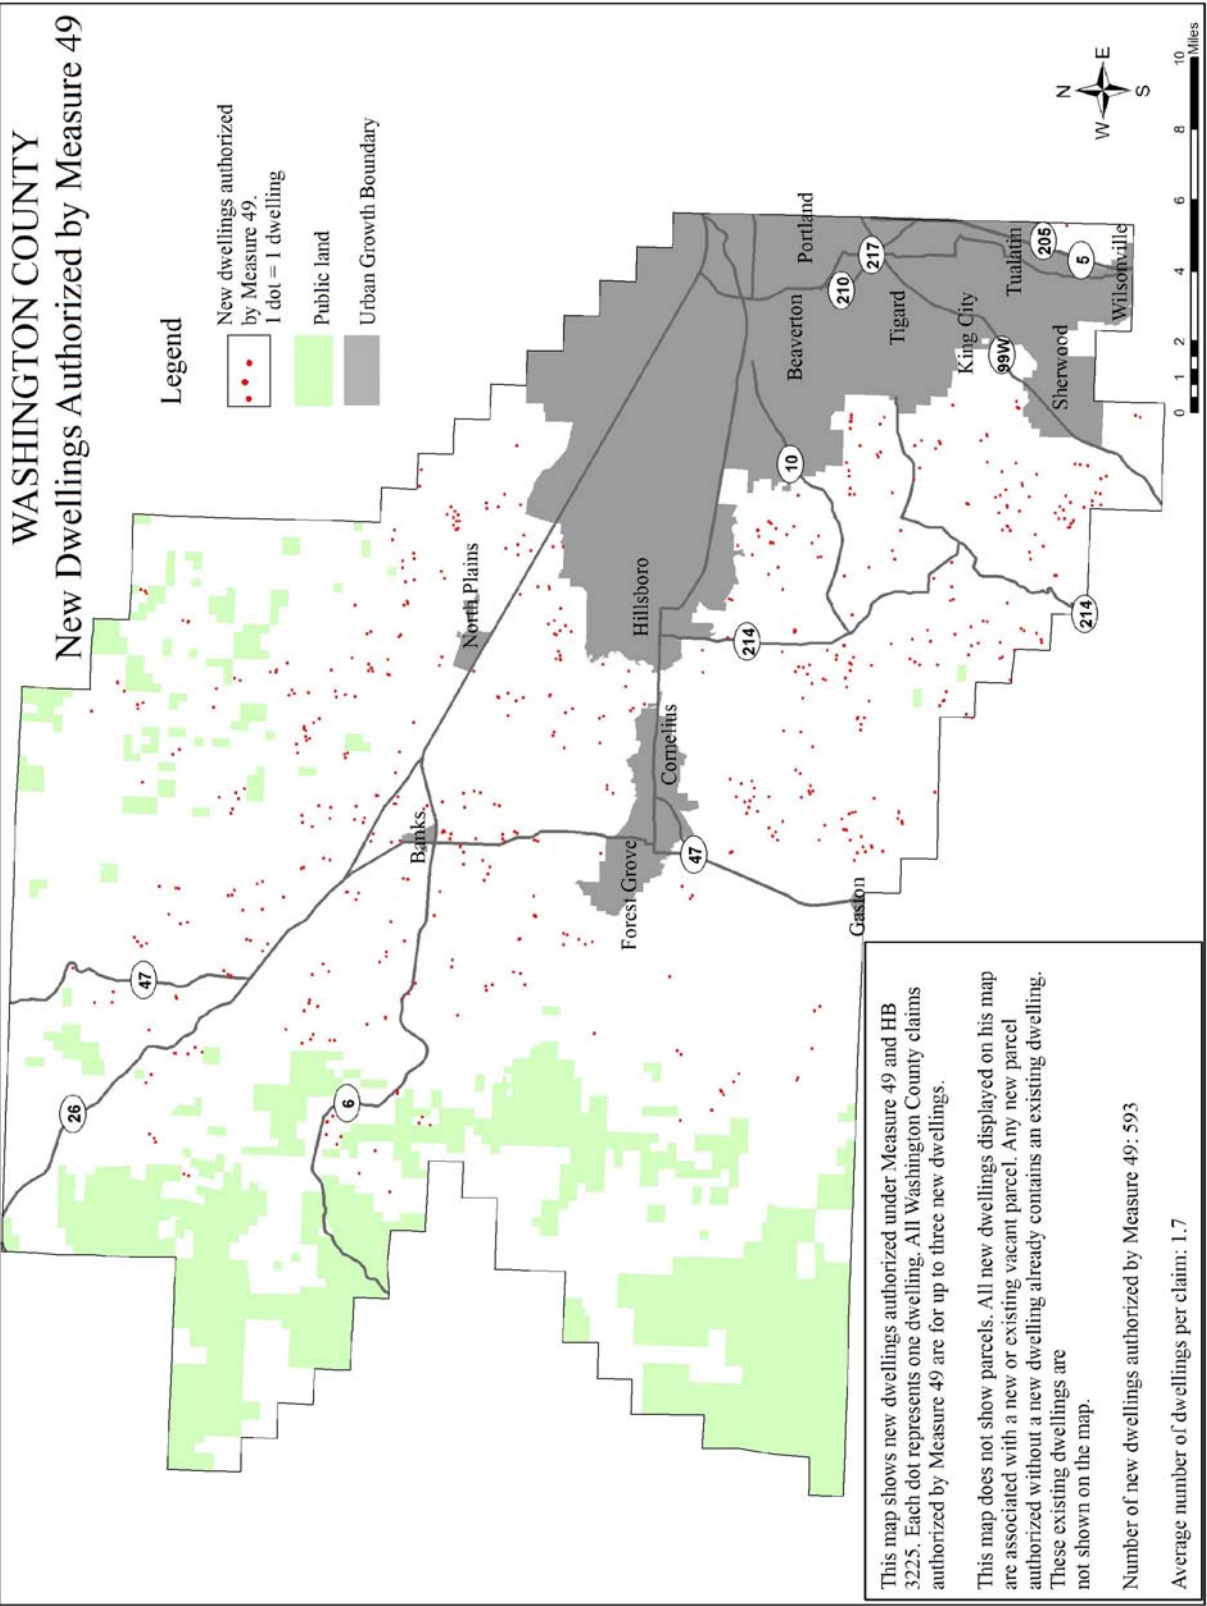 WASHINGTON COUNTY
New Dwellings Authorized by Measure 49
Legend
New dwellings authorized
by Measure 49.
1 dot = 1 dwelling
Public land
Urban Growth Boundary
26
47
6
Banks
North Plains
Forest Grove
Cornelius
Hillsboro
47
Gaston
214
10
Beaverton
Portland
210
217
Tigard
King City
99W
Tualatin
205
5
Sherwood
Wilsonville
214
N
W
E
S
0
1
2
4
6
8
10
Miles
This map shows new dwellings authorized under Measure 49 and HB
3225. Each dot represents one dwelling. All Washington County claims
authorized by Measure 49 are for up to three new dwellings.
This map does not show parcels. All new dwellings displayed on his map
are associated with a new or existing vacant parcel. Any new parcel
authorized without a new dwelling already contains an existing dwelling.
These existing dwellings are
not shown on the map.
Number of new dwellings authorized by Measure 49: 593
Average number of dwellings per claim: 1.7